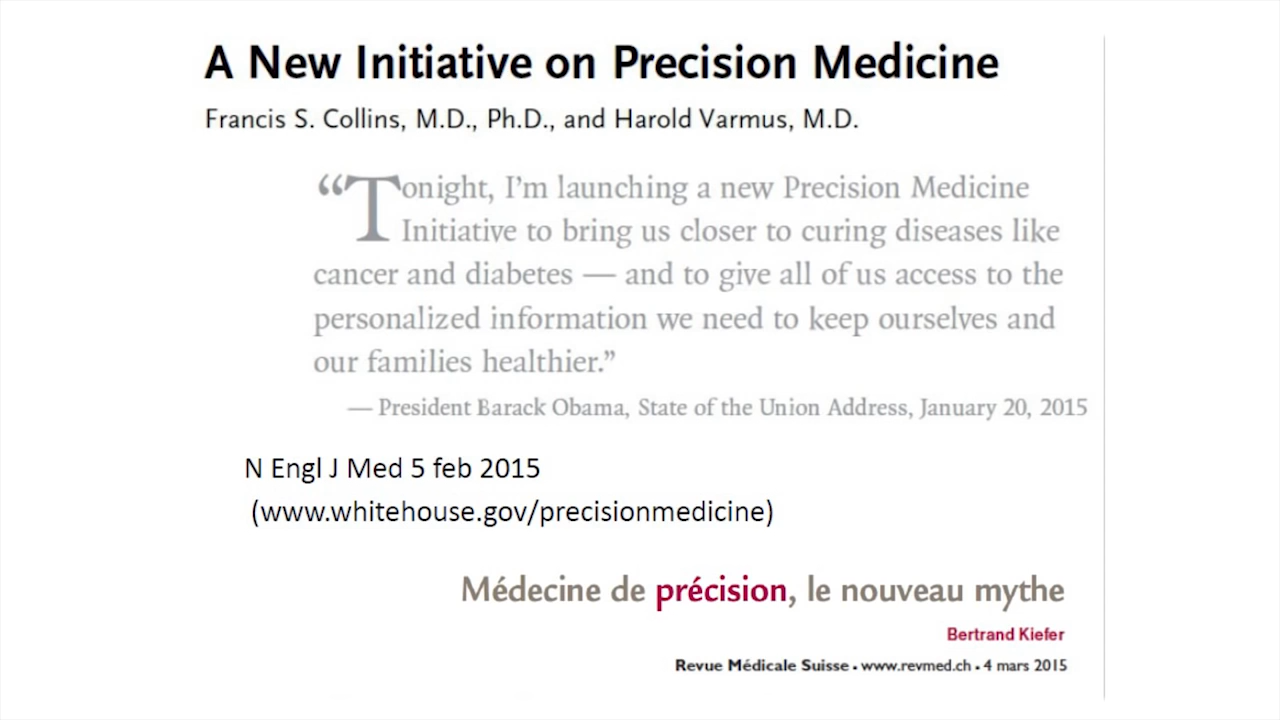 A New Initiative on Precision Medicine
Francis S. Collins, M.D., Ph.D., and Harold Varmus, M.D.
“Tonight, I’m launching a new Precision Medicine
Initiative to bring us closer to curing diseases like
cancer and diabetes — and to give all of us access to the
personalized information we need to keep ourselves and
our families healthier.”
— President Barack Obama, State of the Union Address, January 20, 2015
N Engl J Med 5 feb 2015
(www.whitehouse.gov/precisionmedicine)
Médecine de précision, le nouveau mythe
Bertrand Kiefer
Revue Médicale Suisse • www.revmed.ch • 4 mars 2015